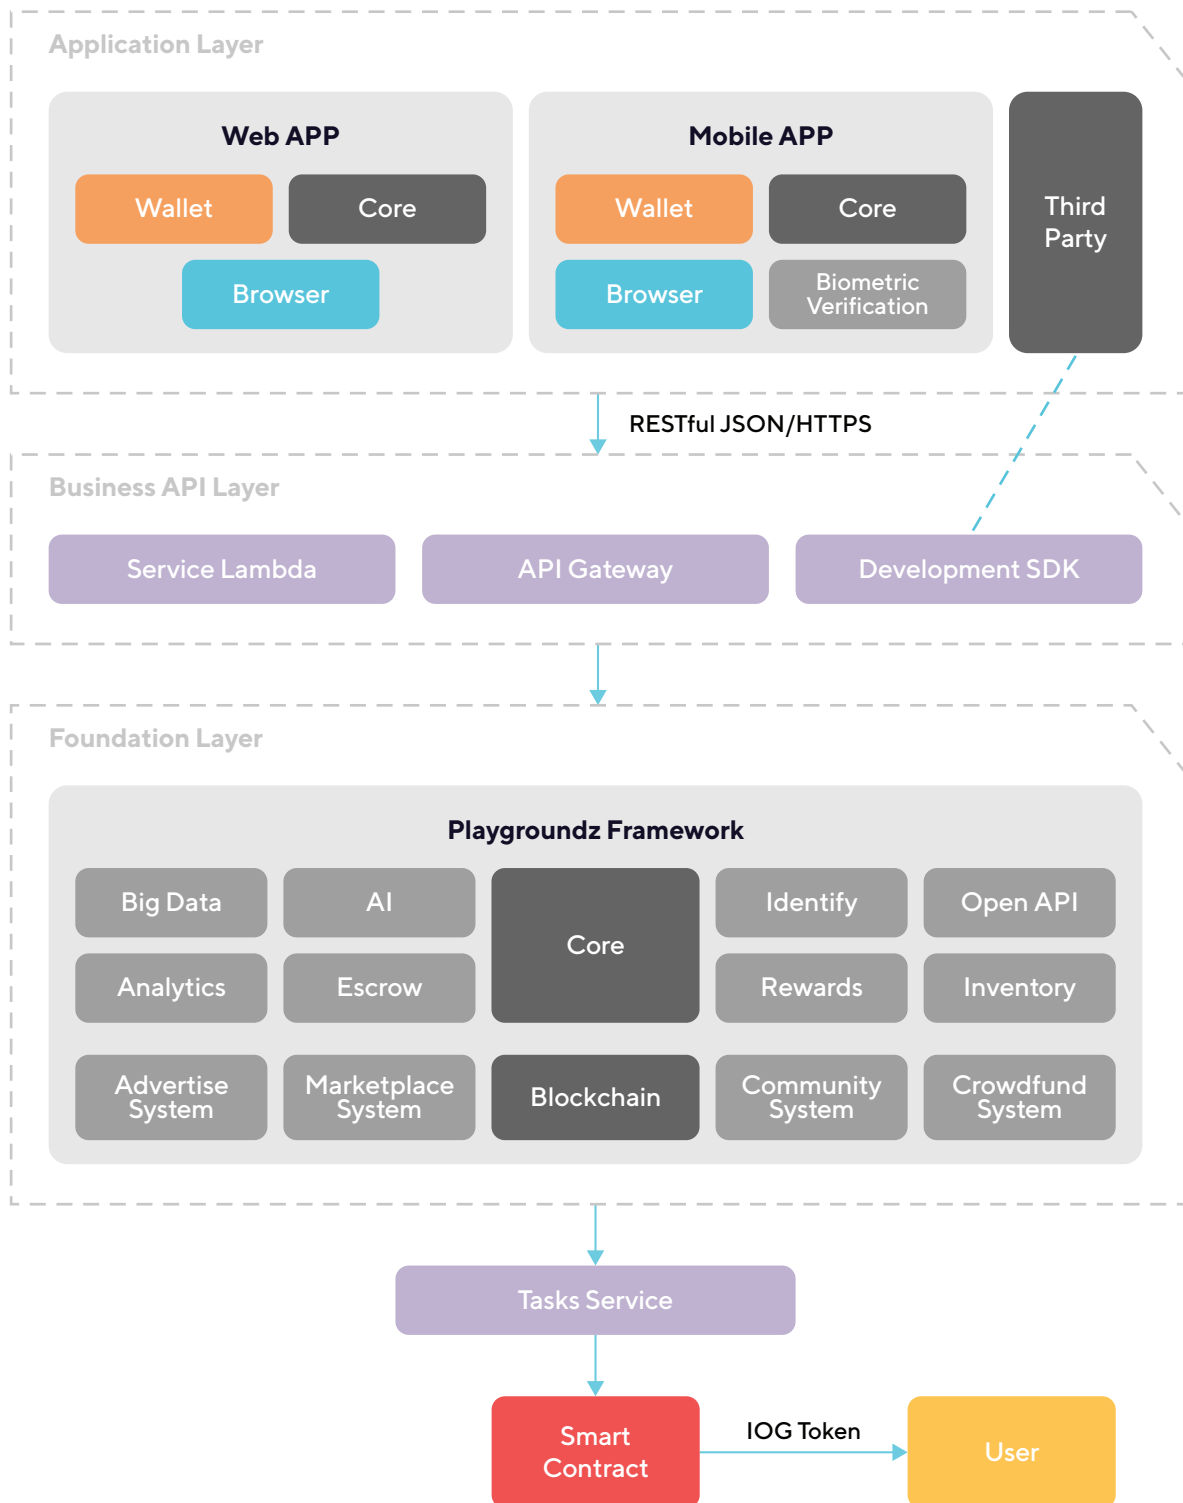 Application Layer
Web APP
Wallet
Core
Browser
Mobile APP
Wallet
Core
Browser
Biometric
Verification
Third
Party
RESTful JSON/HTTPS
Business API Layer
Service Lambda
API Gateway
Development SDK
Foundation Layer
Playgroundz Framework
Big Data
AI
Core
Identify
Open API
Analytics
Escrow
Rewards
Inventory
Advertise
System
Marketplace
System
Blockchain
Community
System
Crowdfund
System
Tasks Service
Smart
Contract
IOG Token
User